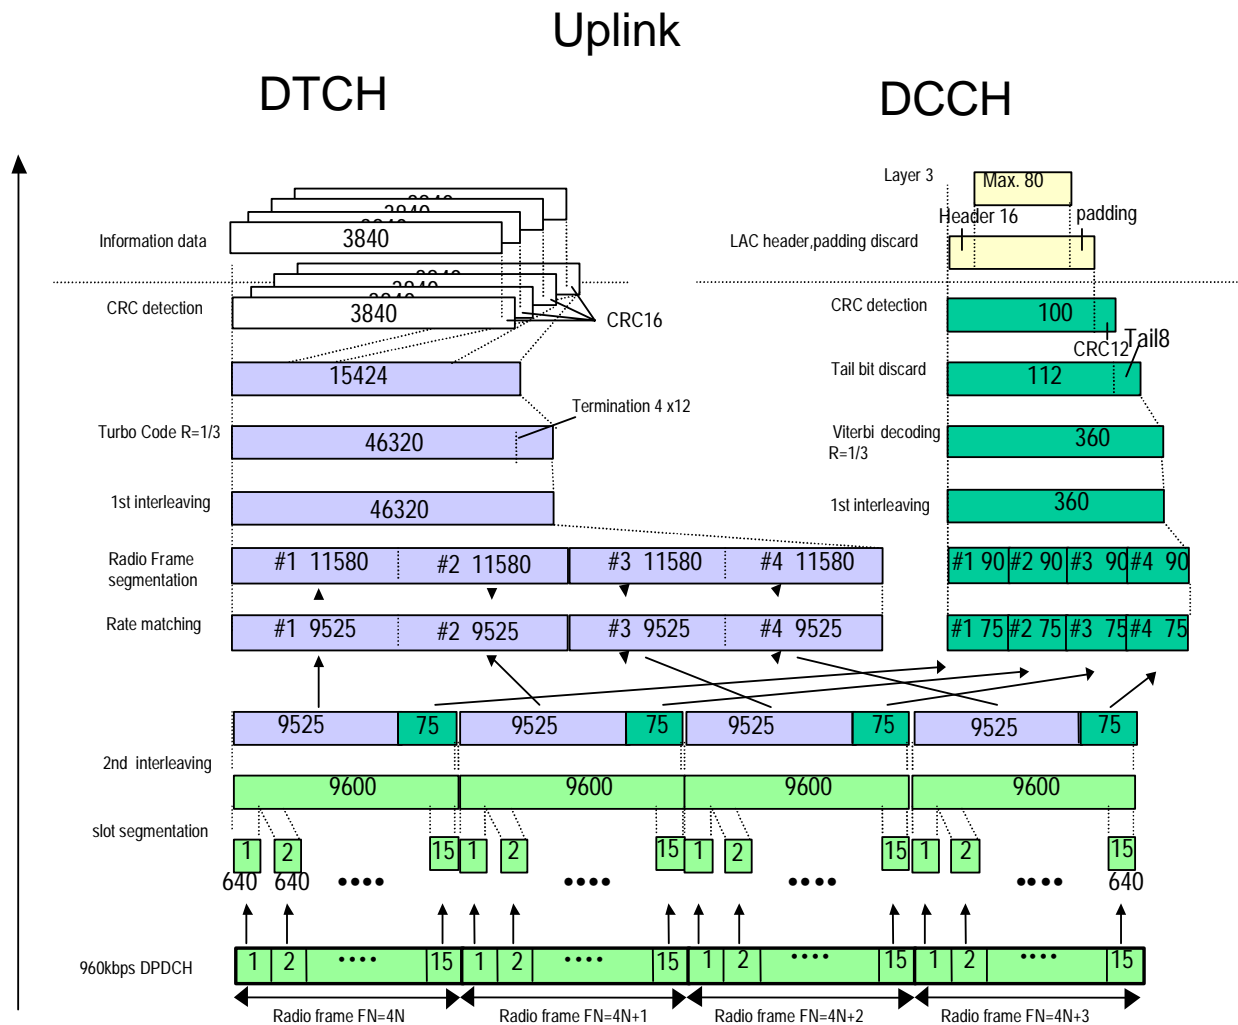 Uplink
DTCH
DCCH
Layer 3
Max. 80
Header 16
padding
3840
Information data
3840
LAC header,padding discard
3840
CRC detection
3840
CRC16
CRC detection
100
CRC12
Tail8
15424
Tail bit discard
112
Termination 4 x12
Turbo Code R=1/3
46320
Viterbi decoding
R=1/3
360
1st interleaving
46320
1st interleaving
360
Radio Frame
segmentation
#1 11580
#2 11580
#3 11580
#4 11580
#1 90
#2 90
#3 90
#4 90
Rate matching
#1 9525
#2 9525
#3 9525
#4 9525
#1 75
#2 75
#3 75
#4 75
9525
75
9525
75
9525
75
9525
75
2nd interleaving
9600
9600
9600
9600
slot segmentation
1
2
15
1
2
15
1
2
15
1
2
15
640
640
••••
••••
••••
••••
640
960kbps DPDCH
1
2
••••
15
1
2
••••
15
1
2
••••
15
1
2
••••
15
Radio frame FN=4N
Radio frame FN=4N+1
Radio frame FN=4N+2
Radio frame FN=4N+3